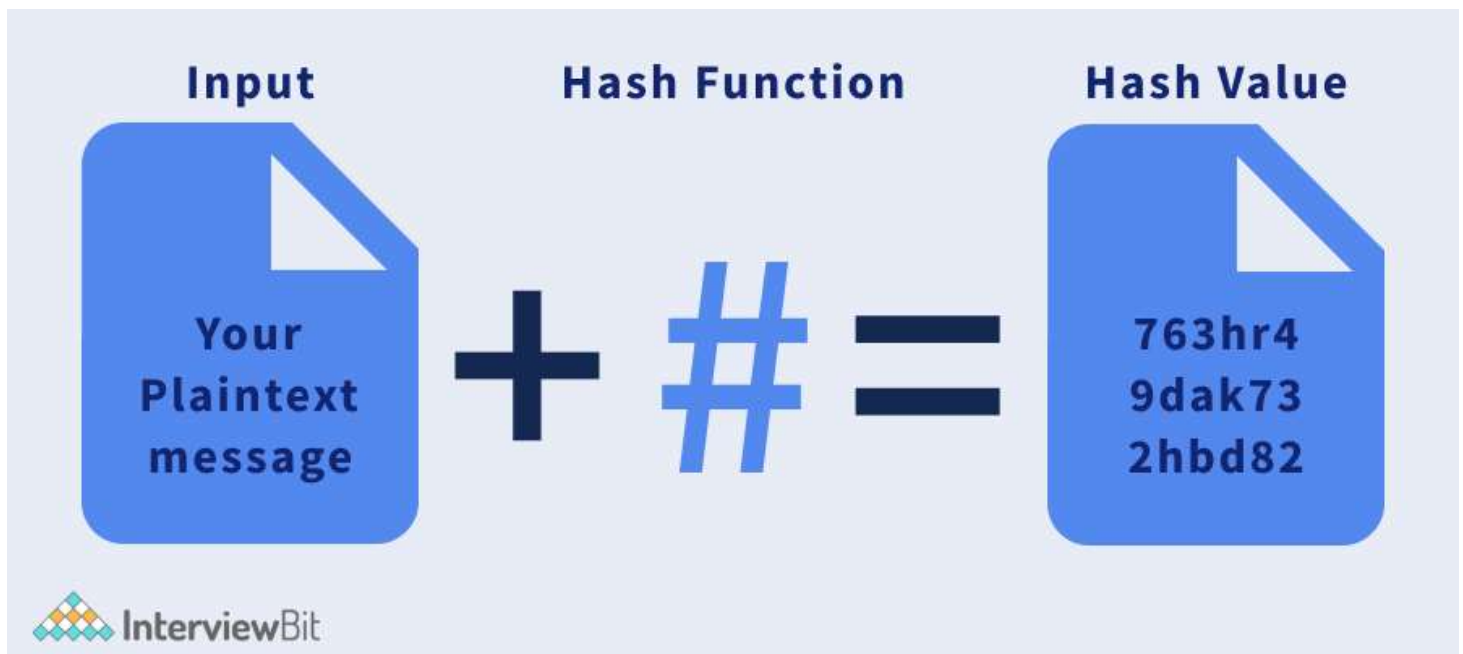 Input
Hash Function
Hash Value
Your
Plaintext
message
+
#
=
763hr4
9dak73
2hbd82
InterviewBit